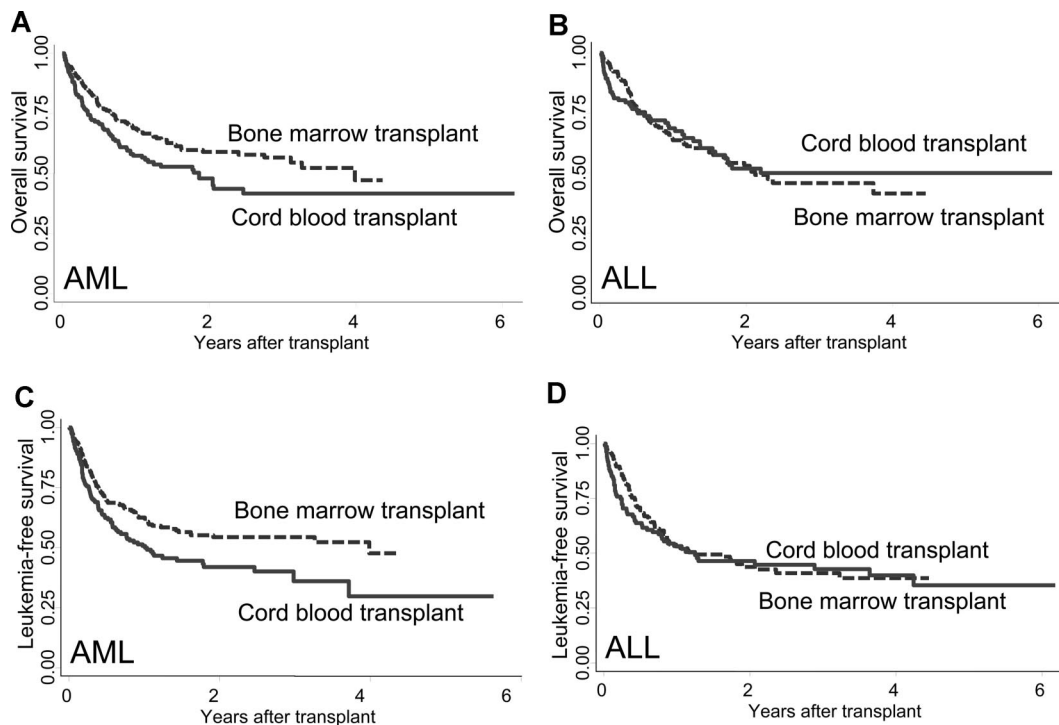 A
Overall survival
1.00
0.75
0.50
0.25
0.00
Bone marrow transplant
Cord blood transplant
AML
0
2
4
6
Years after transplant
B
Overall survival
1.00
0.75
0.50
0.25
0.00
Cord blood transplant
Bone marrow transplant
ALL
0
2
4
6
Years after transplant
C
Leukemia-free survival
1.00
0.75
0.50
0.25
0.00
Bone marrow transplant
Cord blood transplant
AML
0
2
4
6
Years after transplant
D
Leukemia-free survival
1.00
0.75
0.50
0.25
0.00
Cord blood transplant
Bone marrow transplant
ALL
0
2
4
6
Years after transplant